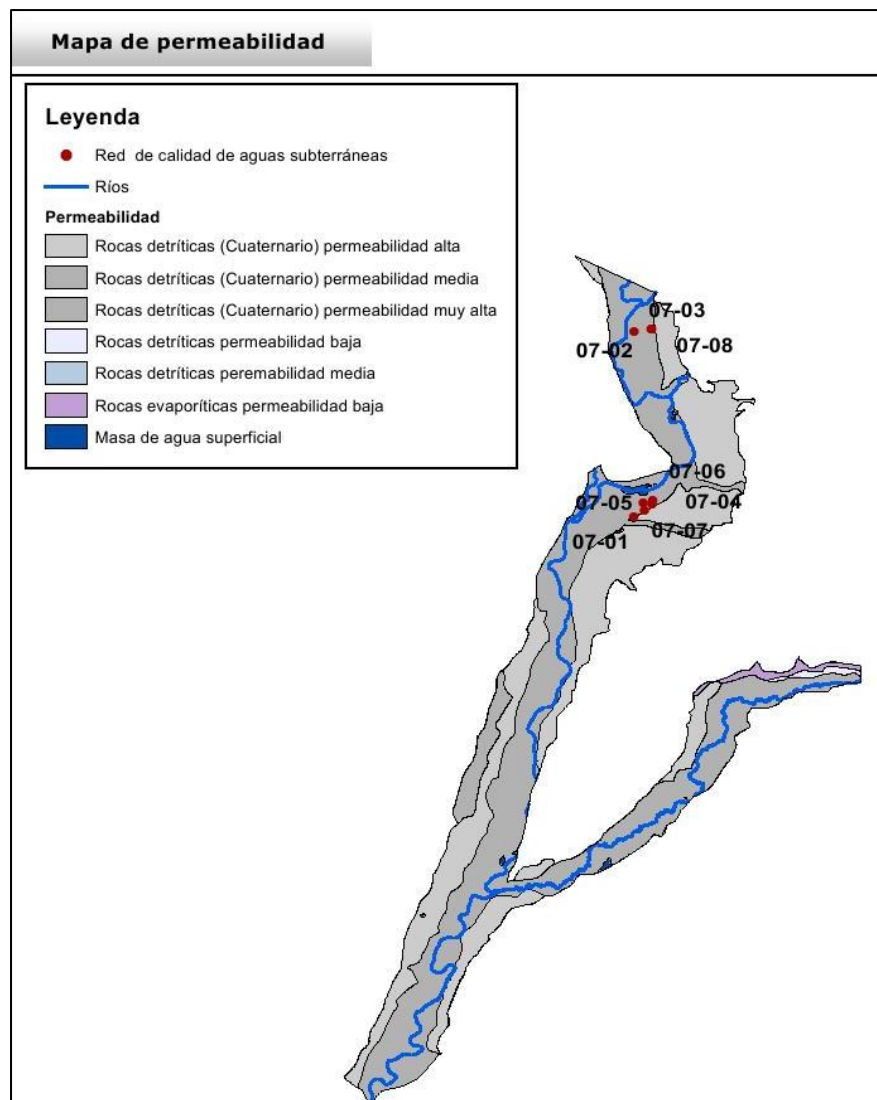 Mapa de permeabilidad
Leyenda
Red de calidad de aguas subterráneas
Ríos
Permeabilidad
Rocas detríticas (Cuaternario) permeabilidad alta
Rocas detríticas (Cuaternario) permeabilidad media
Rocas detríticas (Cuaternario) permeabilidad muy alta
Rocas detríticas permeabilidad baja
Rocas detríticas peremabilidad media
Rocas evaporíticas permeabilidad baja
Masa de agua superficial
07-03
07-02
07-08
07-06
07-05
07-04
07-01
07-07